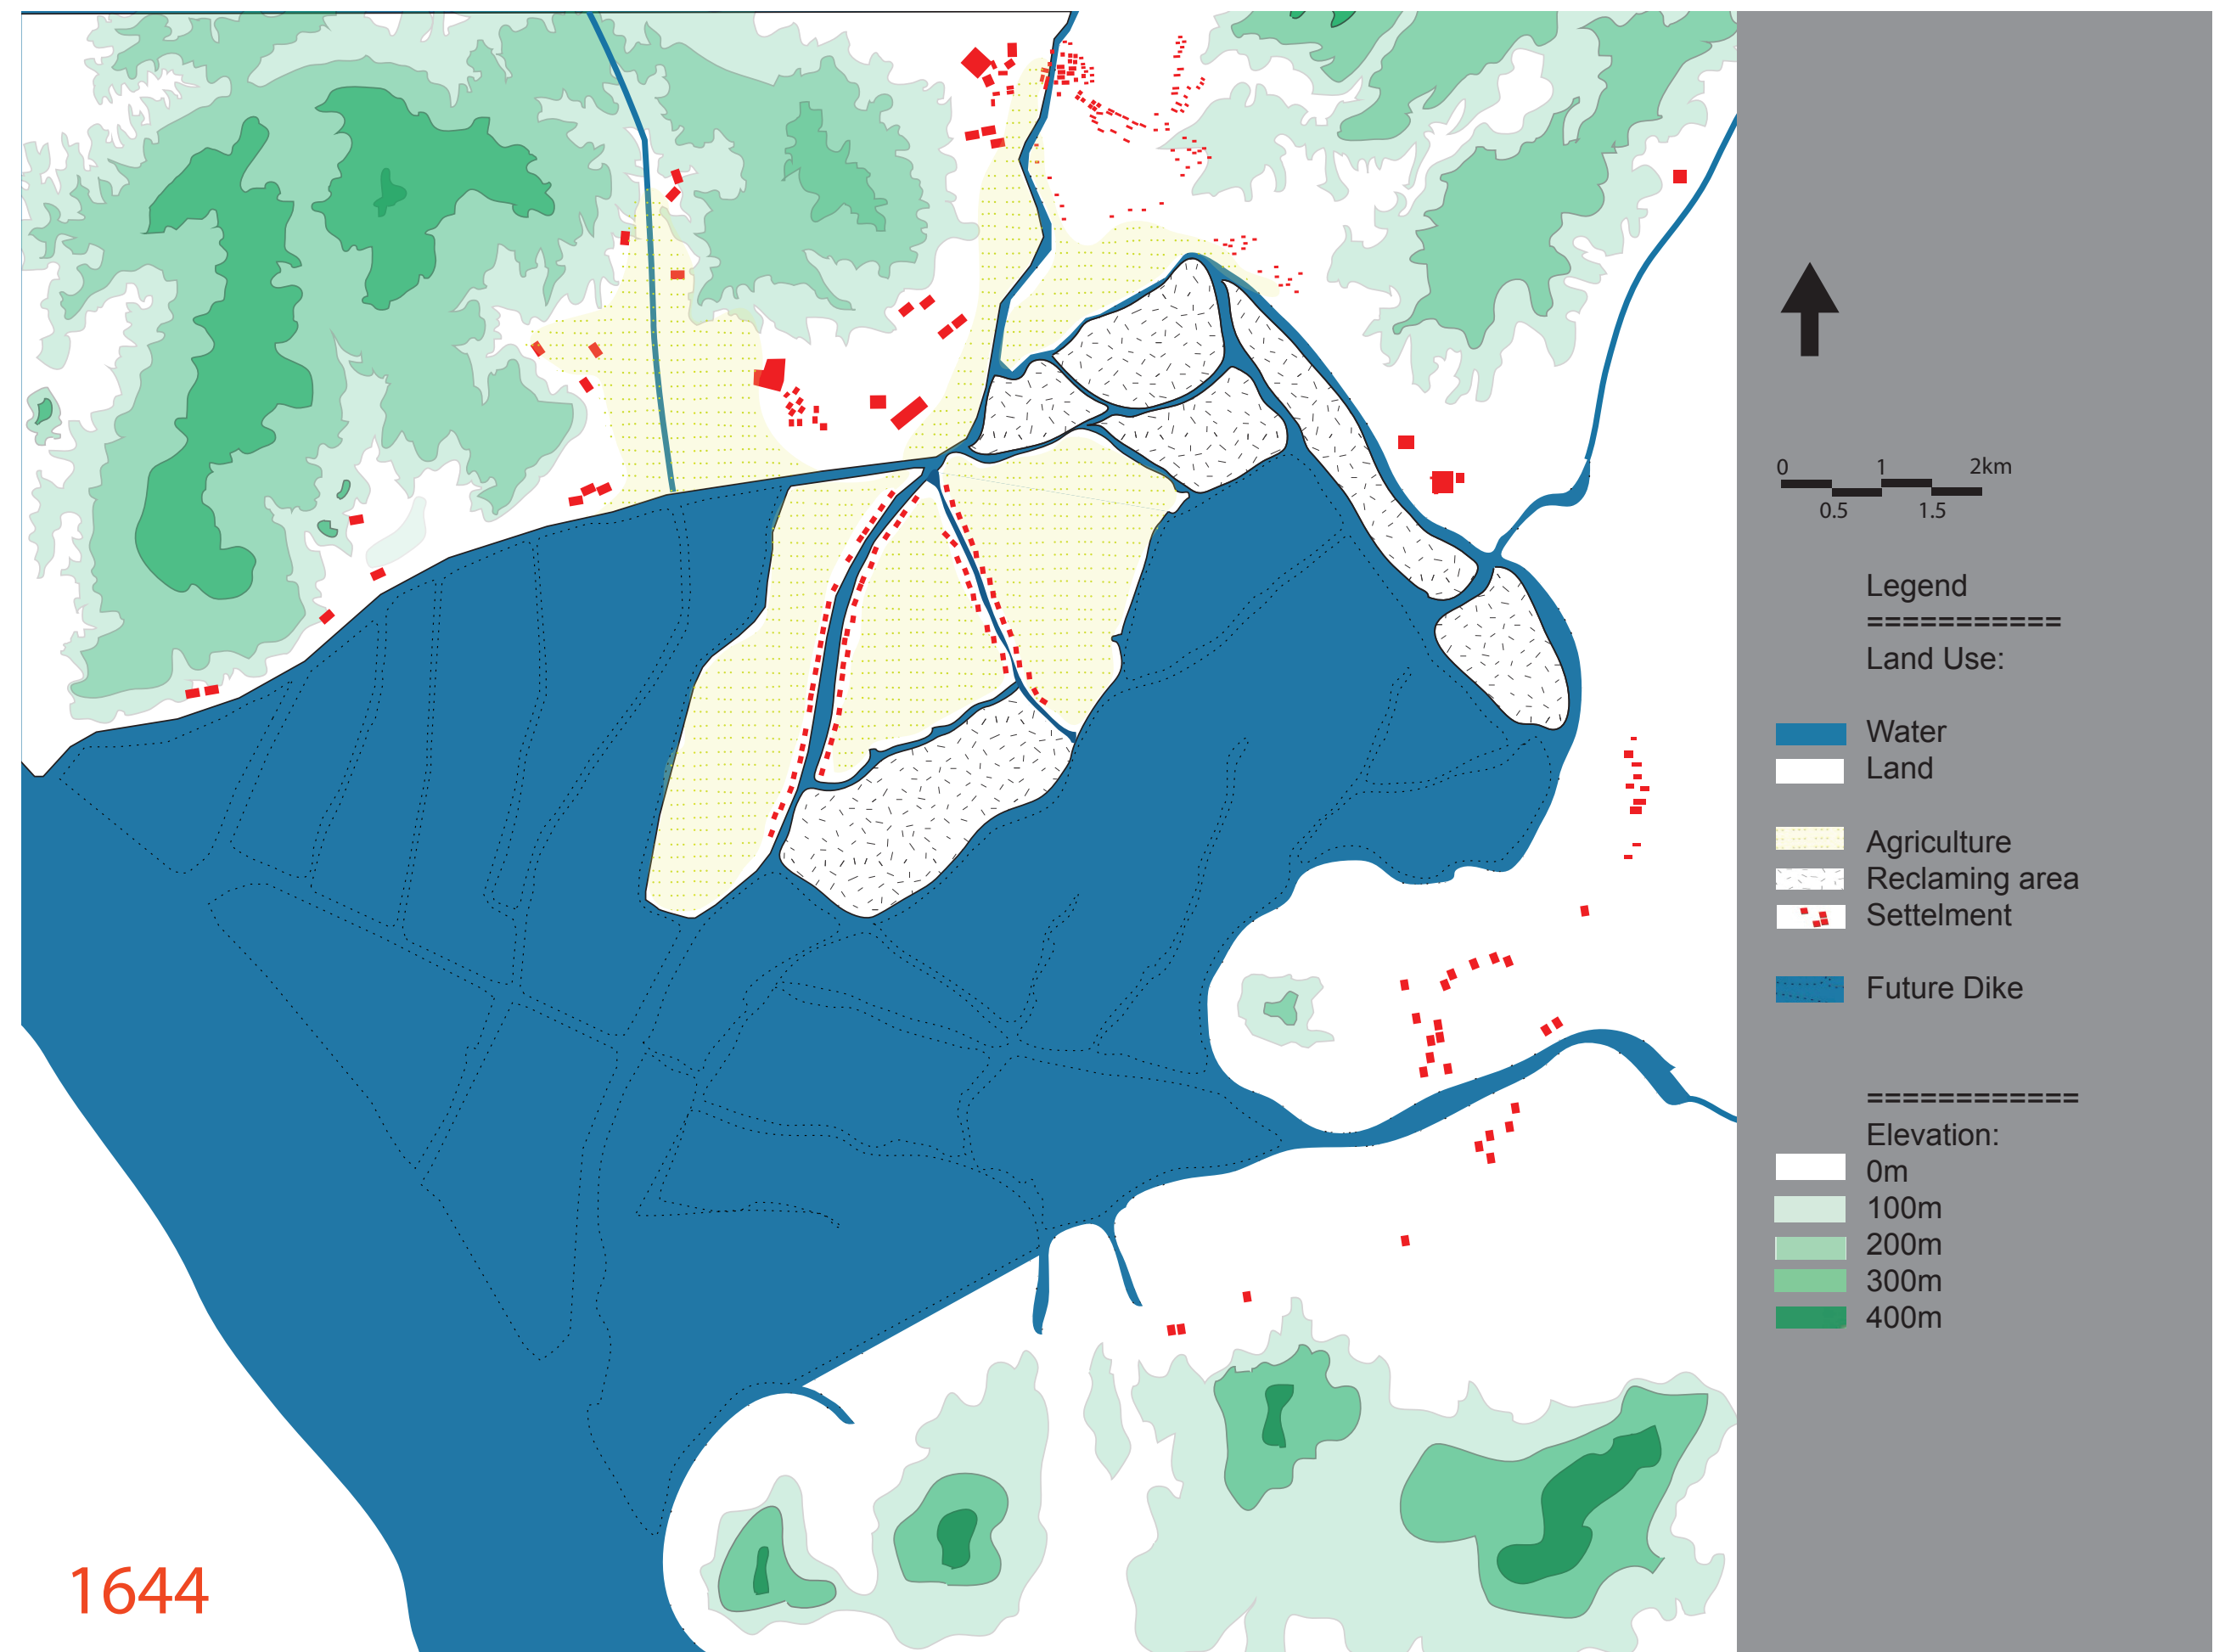 0 1 2km
0.5 1.5
Legend
===========
Land Use:
Water
Land
Agriculture
Reclaming area
Settelment
Future Dike
============
Elevation:
0m
100m
200m
300m
400m
1644